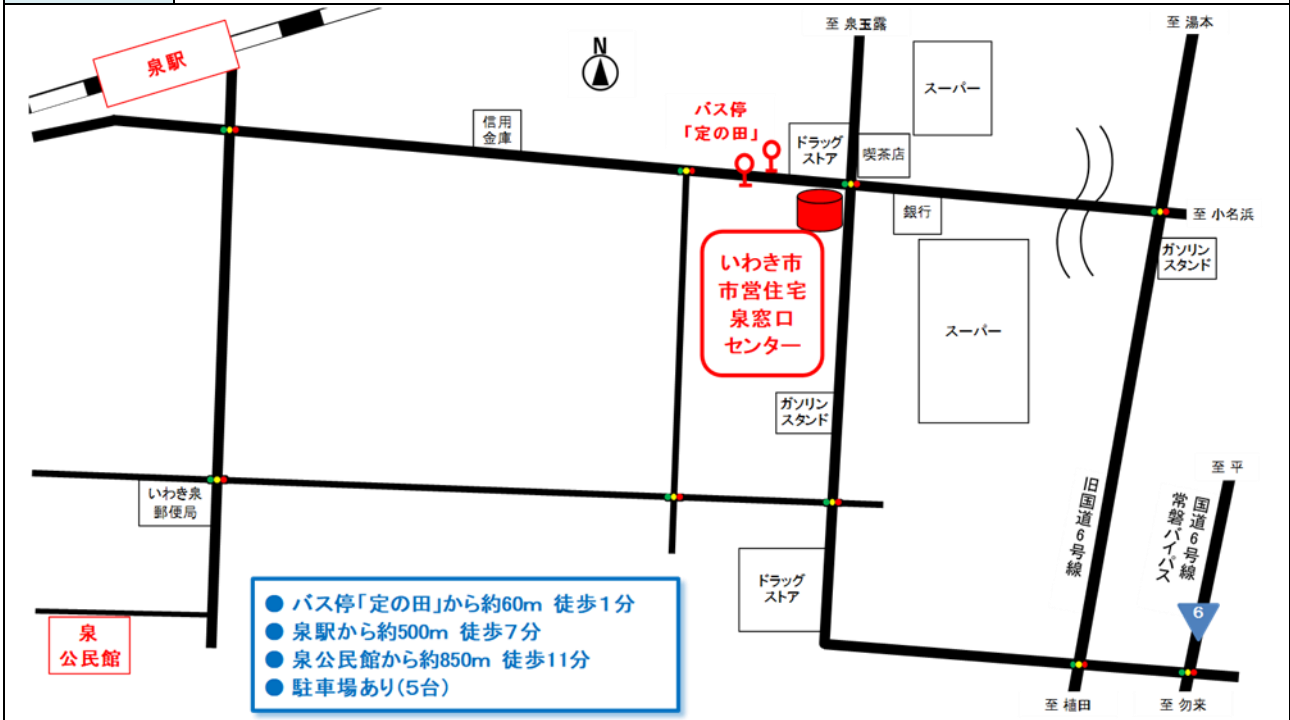 至 泉玉露
至 湯本
泉駅
N
スーパー
バス停
「定の田」
信用
金庫
ドラッグ
ストア
喫茶店
銀行
至 小名浜
ガソリン
スタンド
いわき市
市営住宅
泉窓口
センター
スーパー
ガソリン
スタンド
至 平
旧国道6号線
国道6号線
常磐バイパス
6
いわき泉
郵便局
ドラッグ
ストア
泉
公民館
● バス停「定の田」から約60m 徒歩1分
● 泉駅から約500m 徒歩7分
● 泉公民館から約850m 徒歩11分
● 駐車場あり(5台)
至 植田
至 勿来